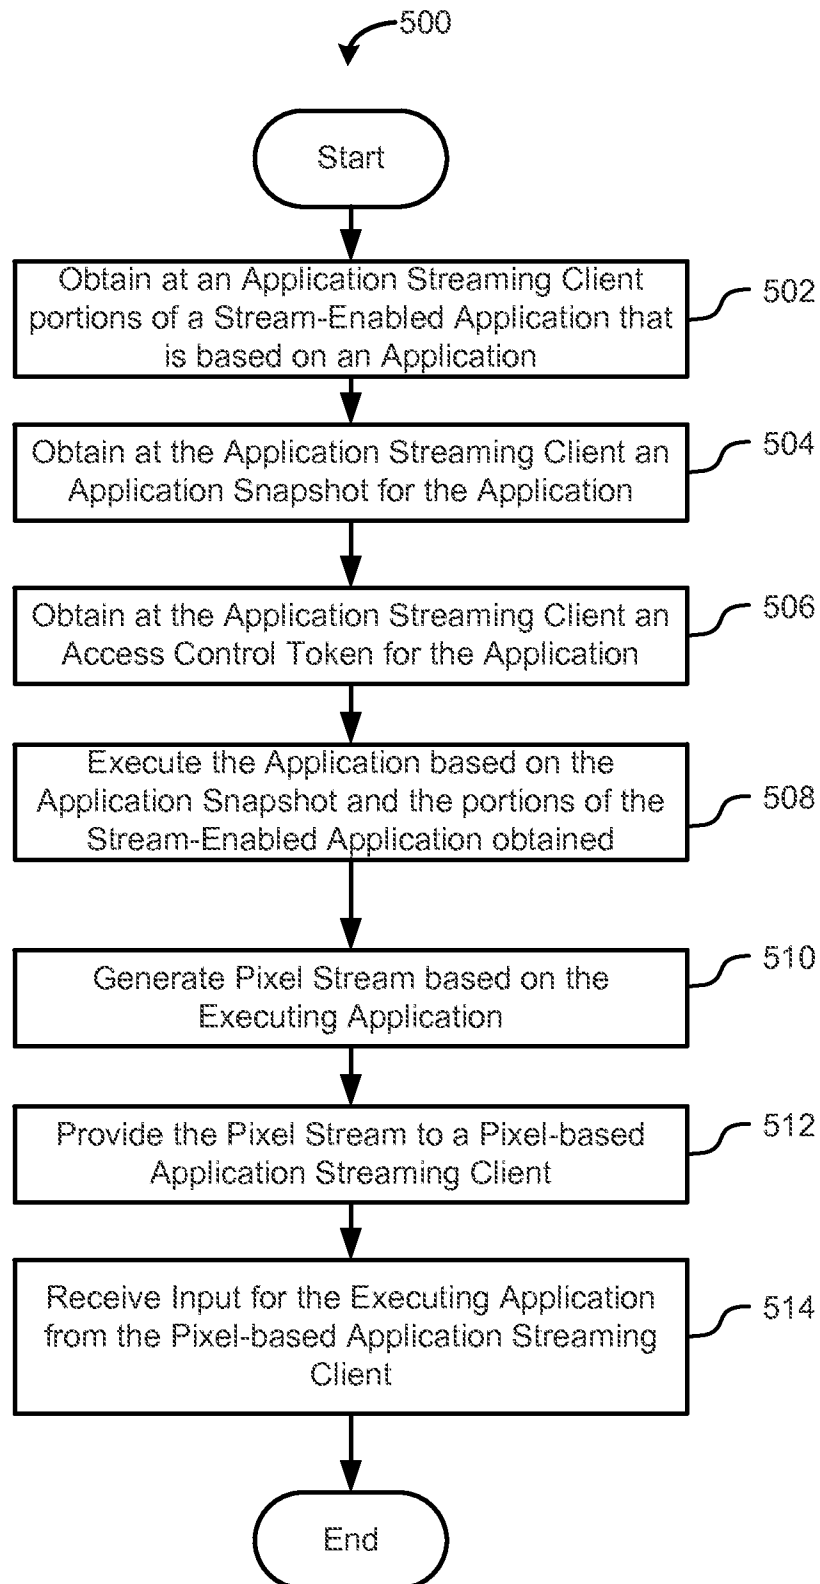 500
Start
Obtain at an Application Streaming Client
portions of a Stream-Enabled Application that
is based on an Application
502
Obtain at the Application Streaming Client an
Application Snapshot for the Application
504
Obtain at the Application Streaming Client an
Access Control Token for the Application
506
Execute the Application based on the
Application Snapshot and the portions of the
Stream-Enabled Application obtained
508
Generate Pixel Stream based on the
Executing Application
510
Provide the Pixel Stream to a Pixel-based
Application Streaming Client
512
Receive Input for the Executing Application
from the Pixel-based Application Streaming
Client
514
End